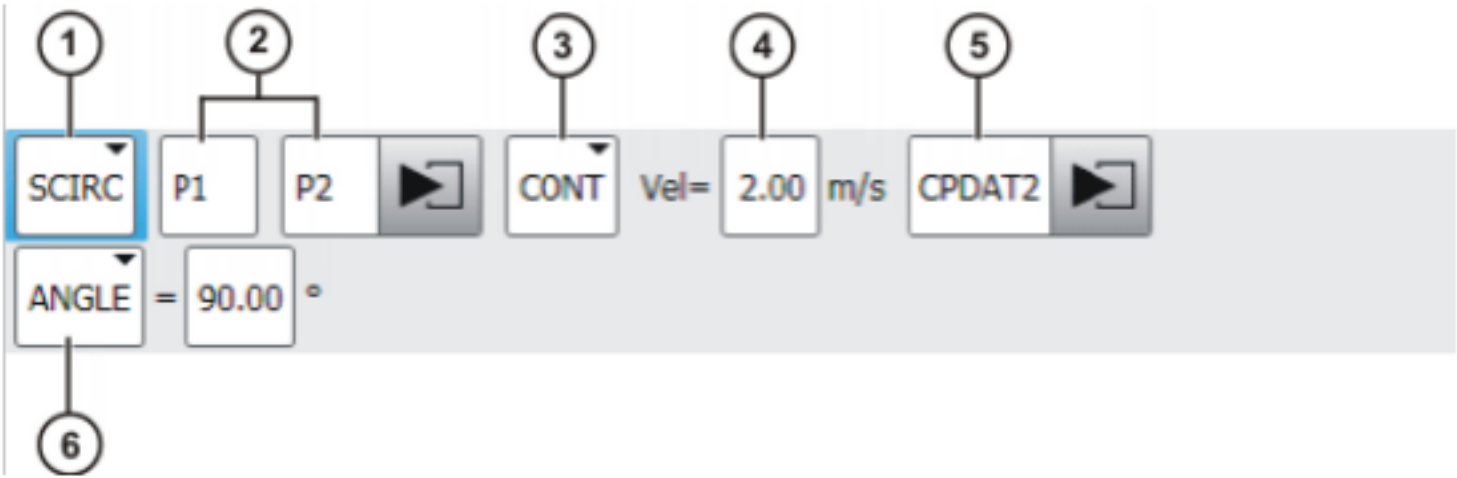 1 2 3 4 5
SCIRC P1 P2 CONT Vel= 2.00 m/s CPDAT2
ANGLE = 90.00 °
6